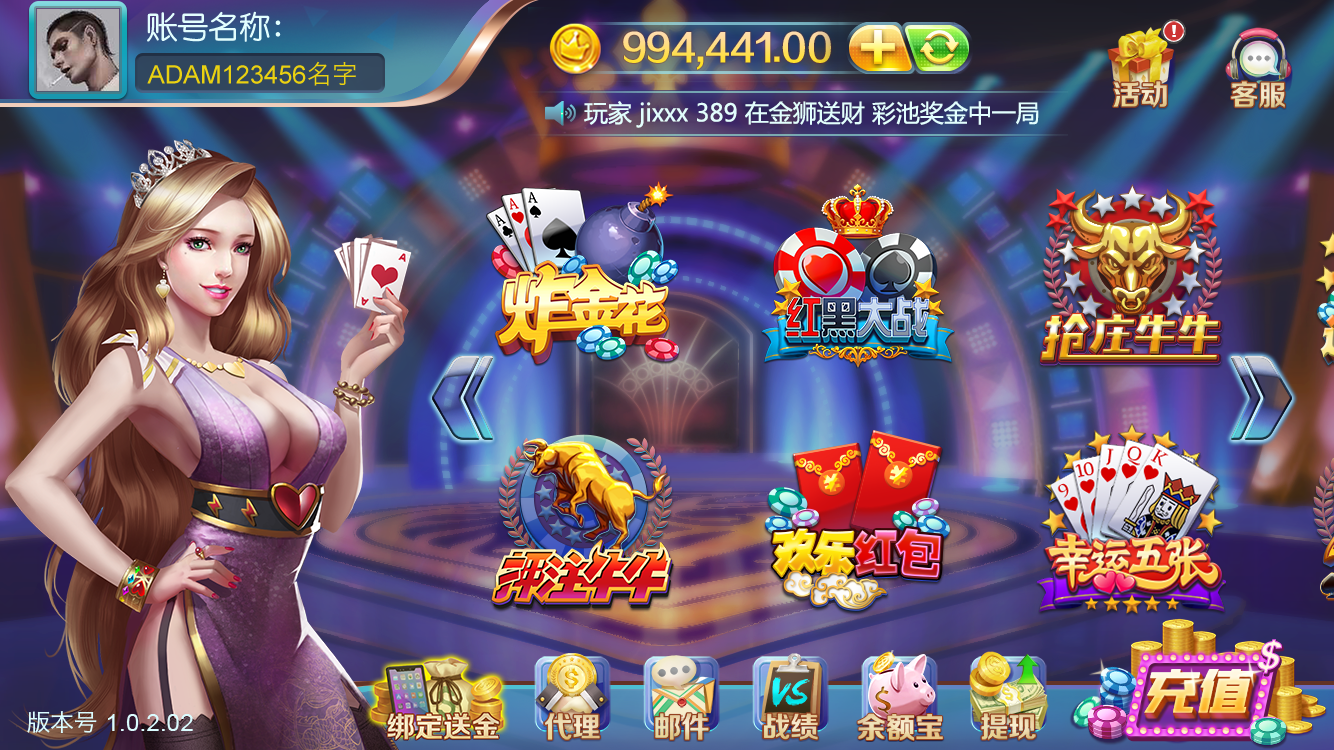 账号名称:
ADAM123456名字
994,441.00
活动
客服
玩家 jixxx 389 在金狮送财 彩池奖金中一局
A
A
A
炸金花
红黑大战
抢庄牛牛
A
押注牛牛
欢乐红包
9
10
J
Q
K
幸运五张
绑定送金
代理
邮件
VS
战绩
余额宝
提现
充值
版本号 1.0.2.02